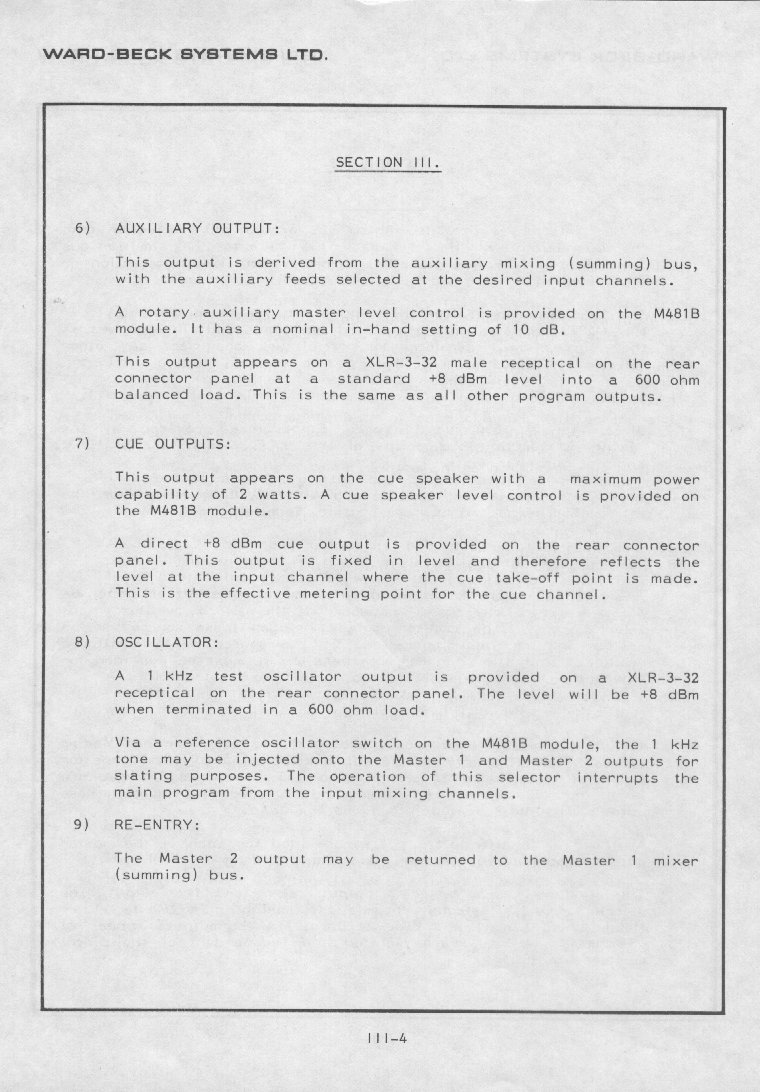 WARD-BECK SYSTEMS LTD.
SECTION III.
6) AUXILIARY OUTPUT:
This output is derived from the auxiliary mixing (summing) bus,
with the auxiliary feeds selected at the desired input channels.
A rotary auxiliary master level control is provided on the M481B
module. It has a nominal in-hand setting of 10 dB.
This output appears on a XLR-3-32 male receptical on the rear
connector panel at a standard +8 dBm level into a 600 ohm
balanced load. This is the same as all other program outputs.
7) CUE OUTPUTS:
This output appears on the cue speaker with a maximum power
capability of 2 watts. A cue speaker level control is provided on
the M481B module.
A direct +8 dBm cue output is provided on the rear connector
panel. This output is fixed in level and therefore reflects the
level at the input channel where the cue take-off point is made.
This is the effective metering point for the cue channel.
8) OSCILLATOR:
A 1 kHz test oscillator output is provided on a XLR-3-32
receptical on the rear connector panel. The level will be +8 dBm
when terminated in a 600 ohm load.
Via a reference oscillator switch on the M481B module, the 1 kHz
tone may be injected onto the Master 1 and Master 2 outputs for
slating purposes. The operation of this selector interrupts the
main program from the input mixing channels.
9) RE-ENTRY:
The Master 2 output may be returned to the Master 1 mixer
(summing) bus.
III-4